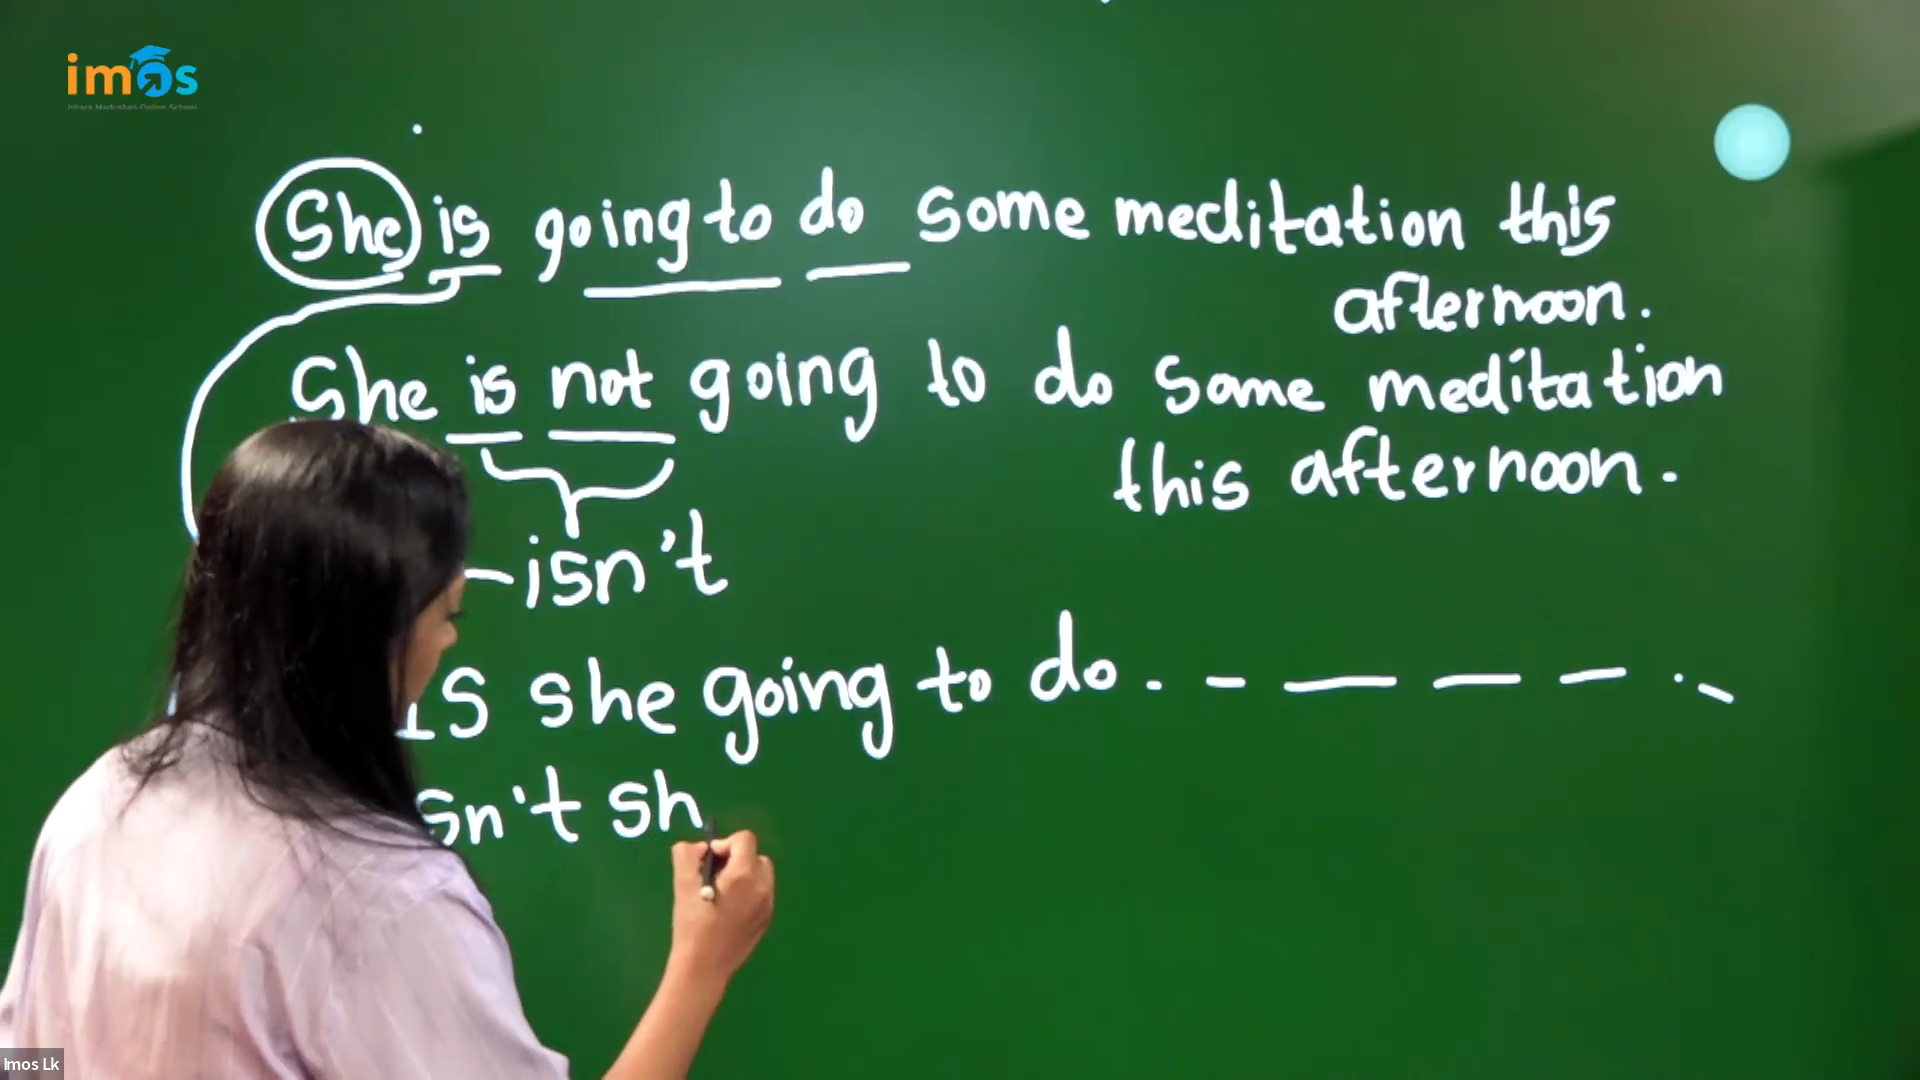 imos
She is going to do some meditation this
afternoon.
She is not going to do some meditation
this afternoon.
- isn't
Is she going to do . - - - - . -
sn't sh
Imos Lk